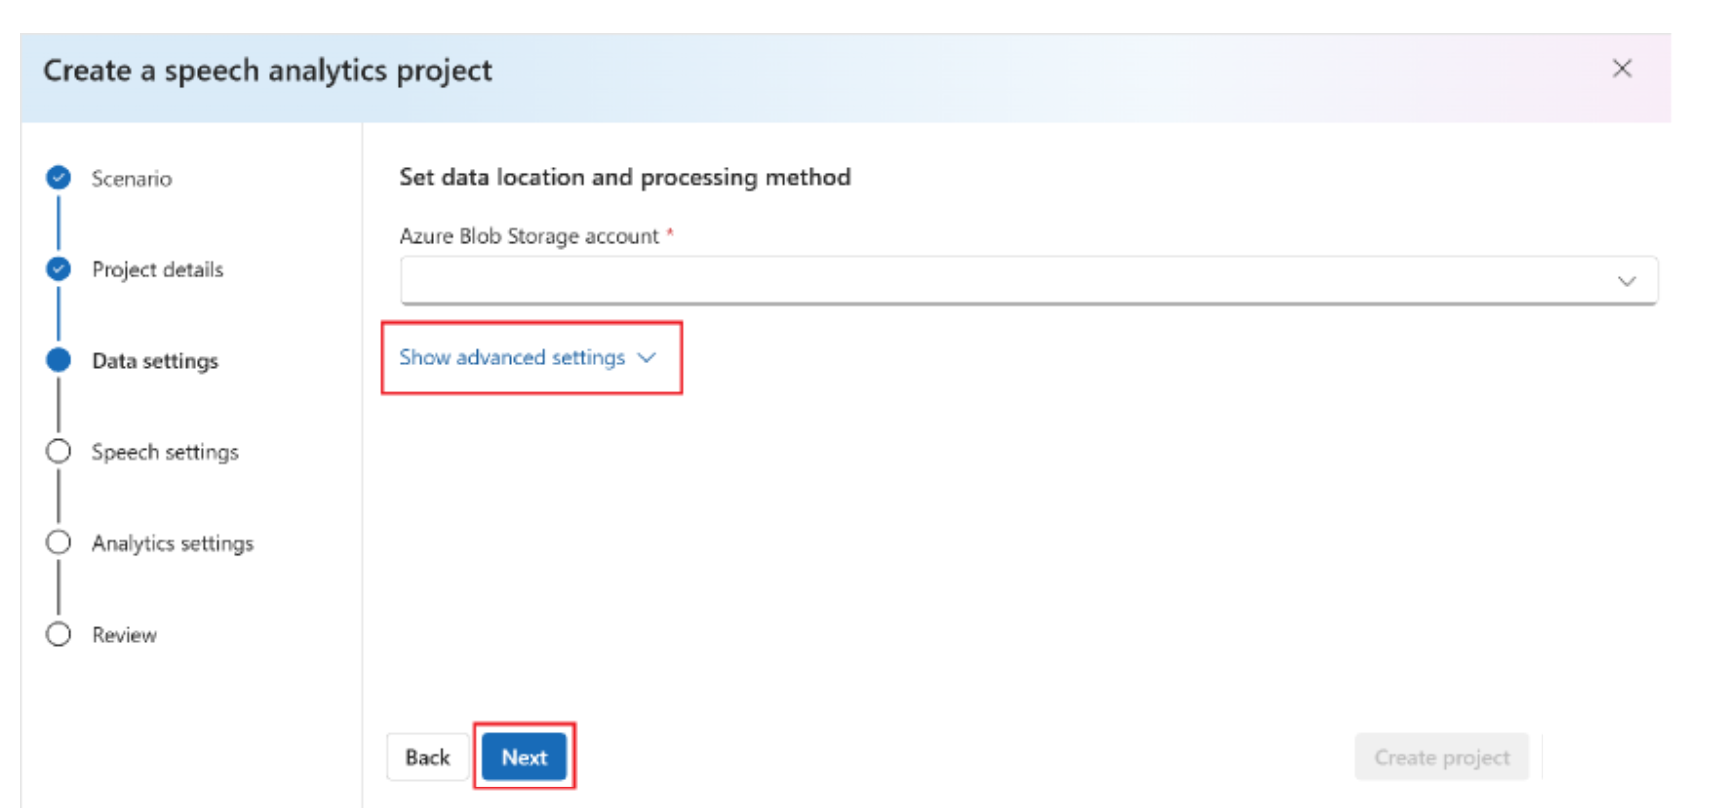 Create a speech analytics project
Scenario
Project details
Data settings
Speech settings
Analytics settings
Review
Set data location and processing method
Azure Blob Storage account *
Show advanced settings
Back
Next
Create project